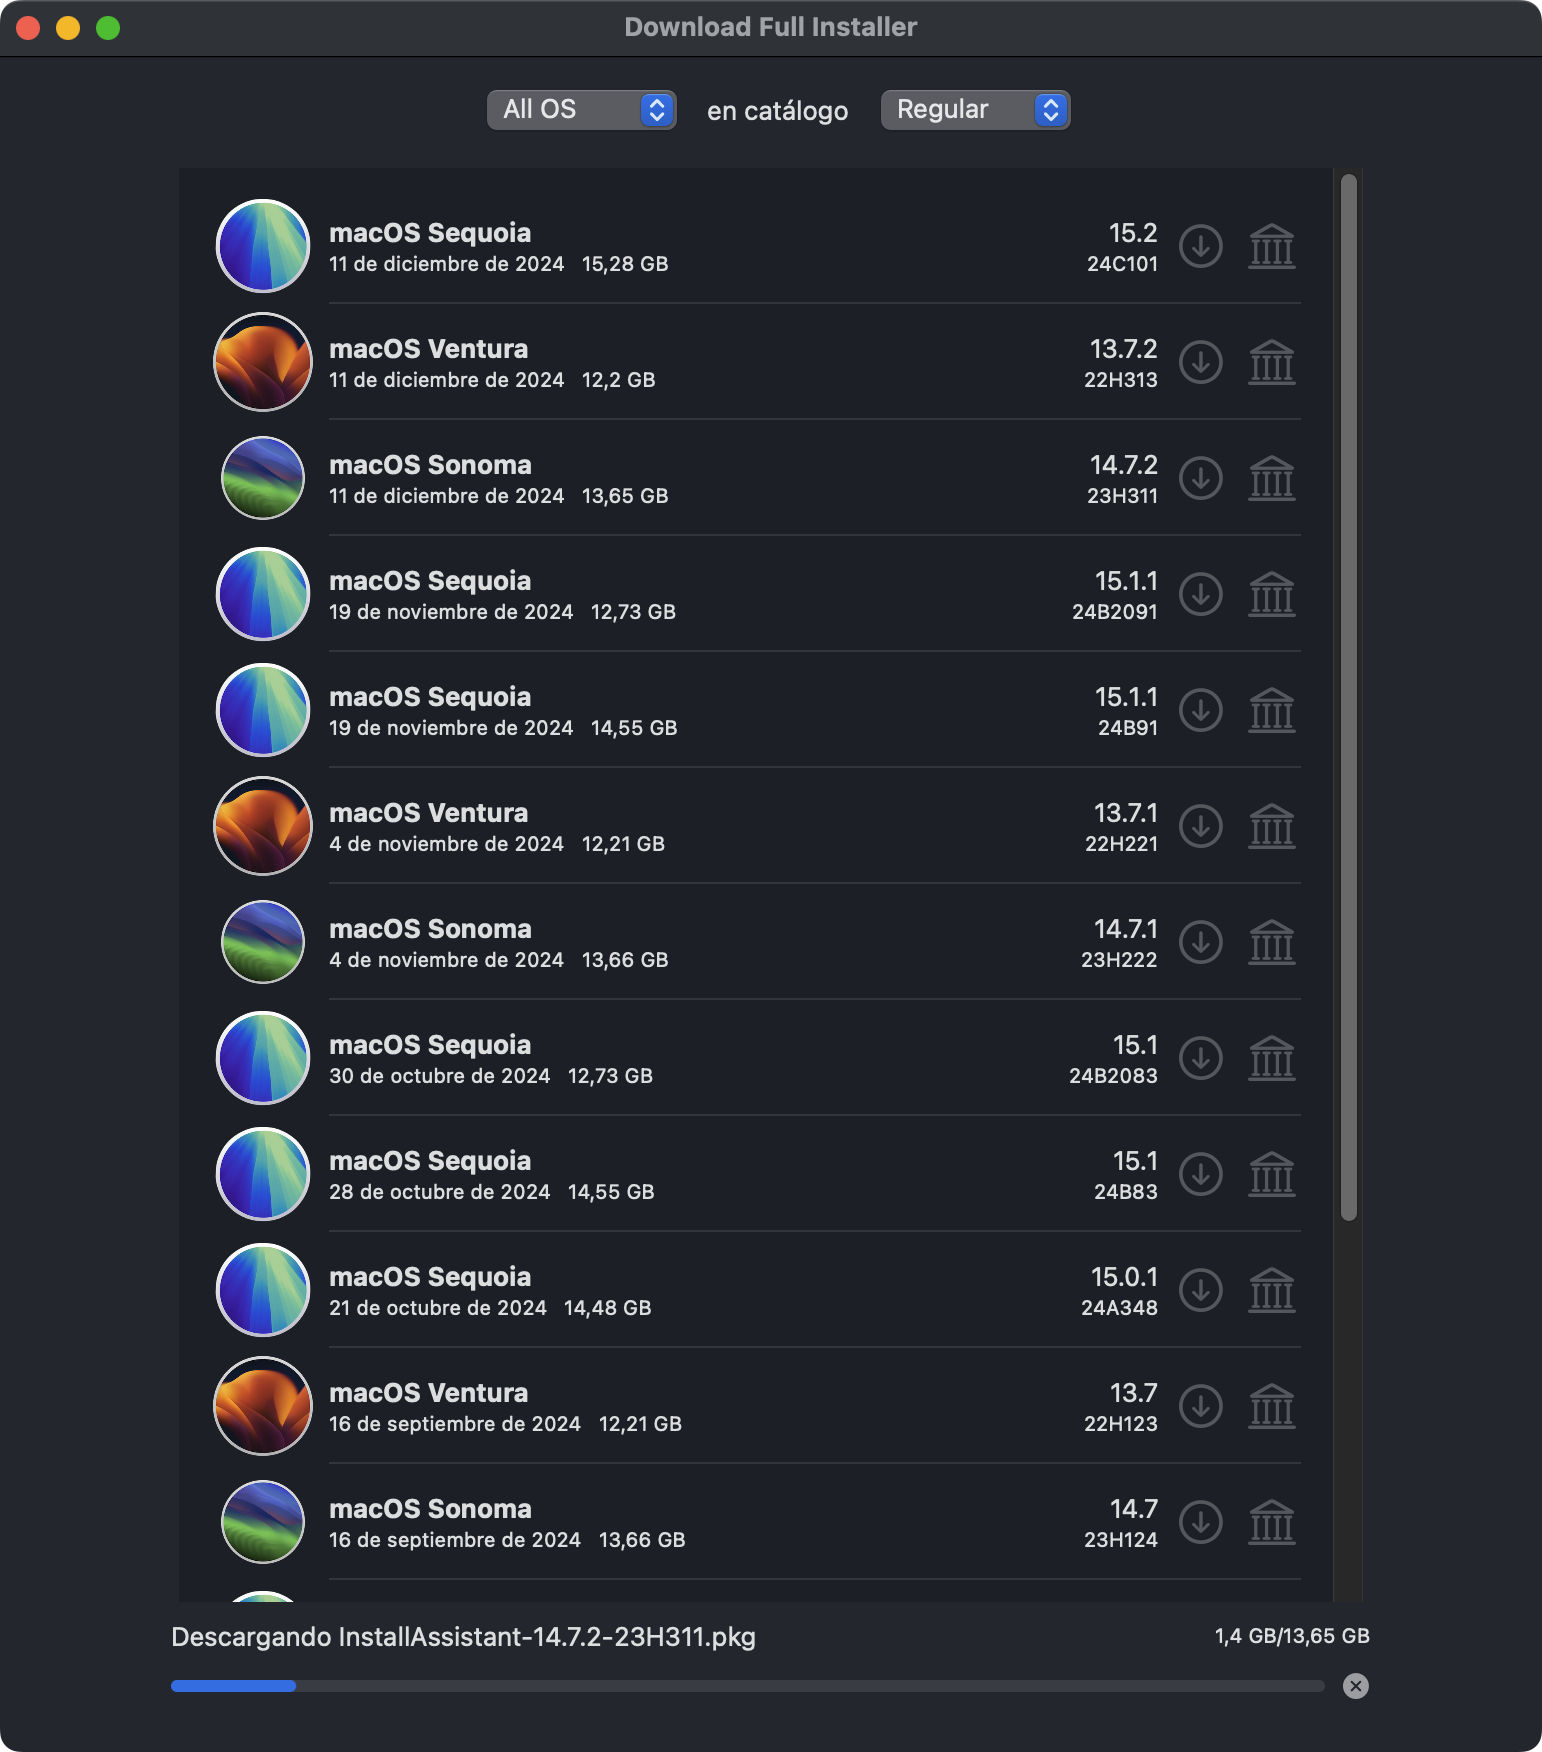 Download Full Installer
All OS en catálogo Regular
macOS Sequoia 15.2
11 de diciembre de 2024 15,28 GB 24C101
macOS Ventura 13.7.2
11 de diciembre de 2024 12,2 GB 22H313
macOS Sonoma 14.7.2
11 de diciembre de 2024 13,65 GB 23H311
macOS Sequoia 15.1.1
19 de noviembre de 2024 12,73 GB 24B2091
macOS Sequoia 15.1.1
19 de noviembre de 2024 14,55 GB 24B91
macOS Ventura 13.7.1
4 de noviembre de 2024 12,21 GB 22H221
macOS Sonoma 14.7.1
4 de noviembre de 2024 13,66 GB 23H222
macOS Sequoia 15.1
30 de octubre de 2024 12,73 GB 24B2083
macOS Sequoia 15.1
28 de octubre de 2024 14,55 GB 24B83
macOS Sequoia 15.0.1
21 de octubre de 2024 14,48 GB 24A348
macOS Ventura 13.7
16 de septiembre de 2024 12,21 GB 22H123
macOS Sonoma 14.7
16 de septiembre de 2024 13,66 GB 23H124
Descargando InstallAssistant-14.7.2-23H311.pkg 1,4 GB/13,65 GB